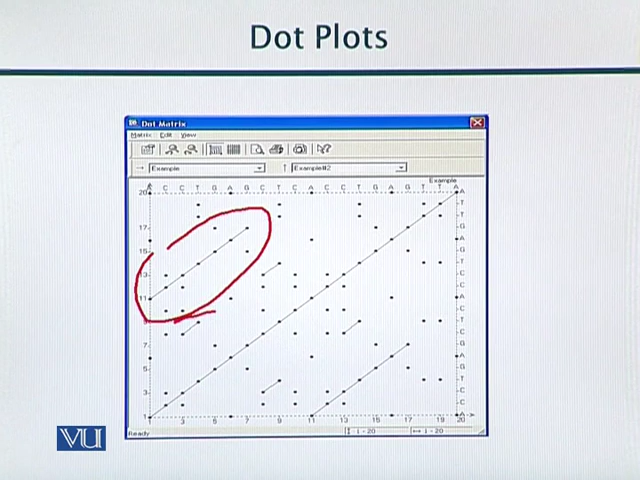 Dot Plots
Dot Matrix
Matrix Edit View
Example
Example#2
Example
A C C T G A G C T C A C C T G A G T T A
20
17
15
13
11
9
7
5
3
1
A
T
T
G
A
G
T
C
C
A
C
T
C
G
A
G
T
C
C
A
1 3 5 7 9 11 13 15 17 19 20
Ready
1 - 20
1 - 20
VU